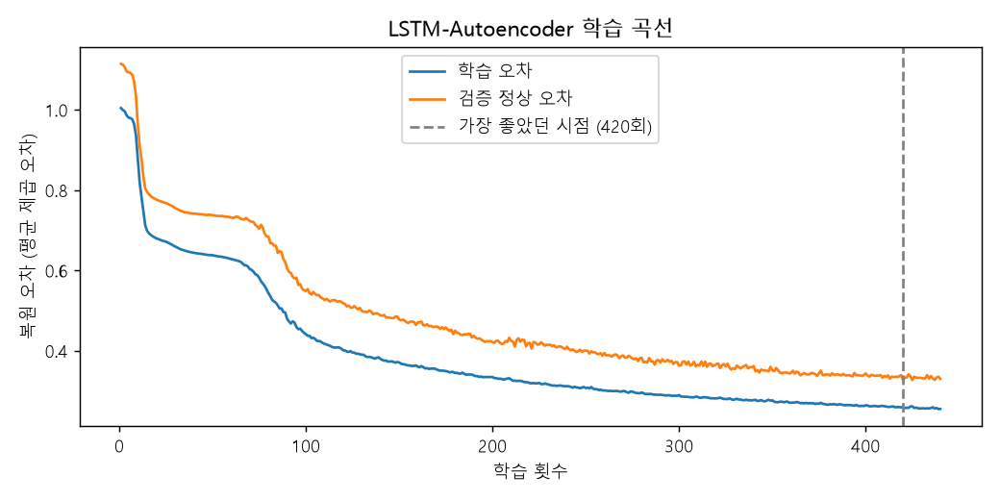 LSTM-Autoencoder 학습 곡선
학습 오차
검증 정상 오차
가장 좋았던 시점 (420회)
복원 오차 (평균 제곱 오차)
1.0
0.8
0.6
0.4
0
100
200
300
400
학습 횟수